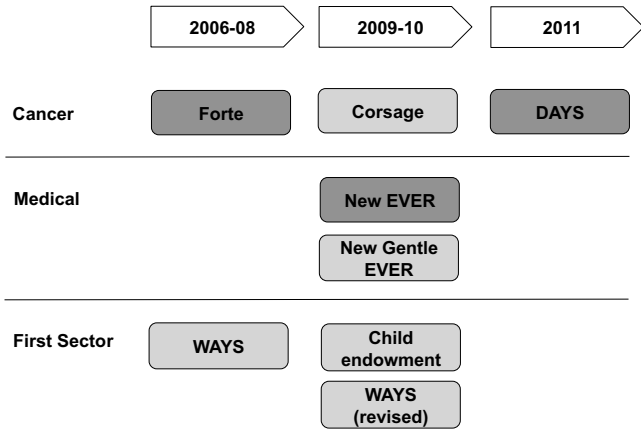 2006-08
2009-10
2011
Cancer
Forte
Corsage
DAYS
Medical
New EVER
New Gentle
EVER
First Sector
WAYS
Child
endowment
WAYS
(revised)